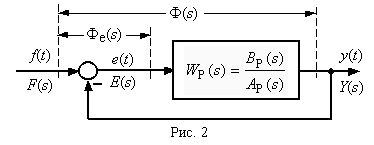 Φ(s)
Φe(s)
f(t) e(t) y(t)
F(s) E(s) Wp(s) = Bp(s) / Ap(s) Y(s)
Рис. 2